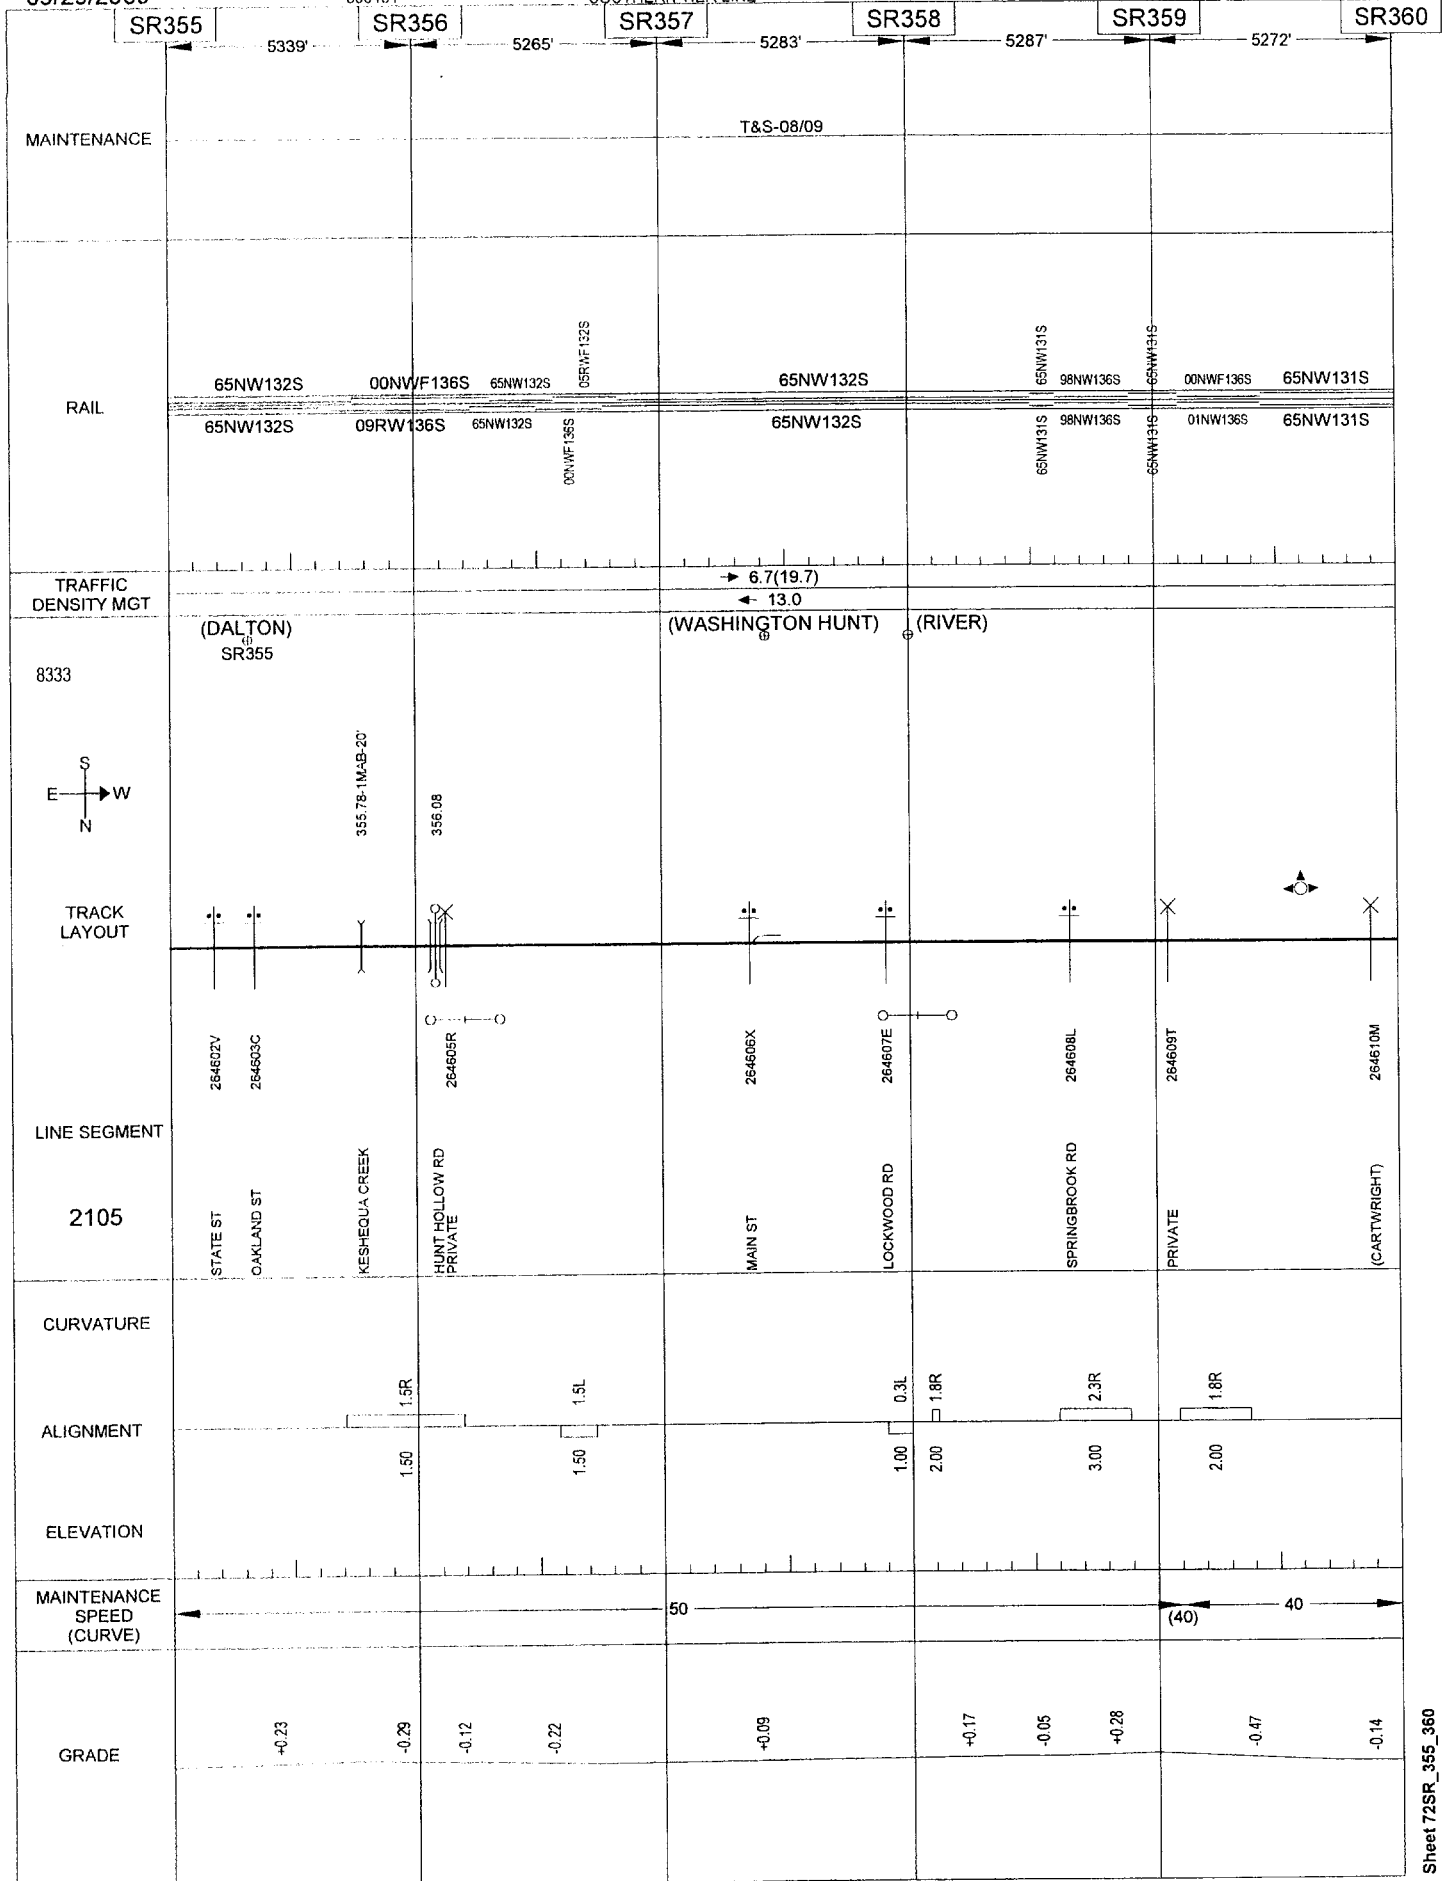 SR355 SR356 SR357 SR358 SR359 SR360
5339' 5265' 5283' 5287' 5272'
MAINTENANCE
T&S-08/09
RAIL
65NW132S 00NWF136S 65NW132S 05RWF132S 65NW132S 65NW131S 98NW136S 65NW131S 00NWF136S 65NW131S
65NW132S 09RW136S 65NW132S 00NWF136S 65NW132S 65NW131S 98NW136S 65NW131S 01NW136S 65NW131S
TRAFFIC
DENSITY MGT
6.7(19.7)
13.0
(DALTON) (WASHINGTON HUNT) (RIVER)
SR355
8333
S
E W
N
355.78-1MAB-20'
356.08
TRACK
LAYOUT
264602V 264603C 264605R 264606X 264607E 264608L 264609T 264610M
LINE SEGMENT
2105
STATE ST
OAKLAND ST
KESHEQUA CREEK
HUNT HOLLOW RD
PRIVATE
MAIN ST
LOCKWOOD RD
SPRINGBROOK RD
PRIVATE
(CARTWRIGHT)
CURVATURE
1.5R 1.5L 0.3L 1.8R 2.3R 1.8R
ALIGNMENT
1.50 1.50 1.00 2.00 3.00 2.00
ELEVATION
MAINTENANCE
SPEED
(CURVE)
50 (40) 40
GRADE
+0.23 -0.29 -0.12 -0.22 +0.09 +0.17 -0.05 +0.28 -0.47 -0.14
Sheet 72SR_355_360